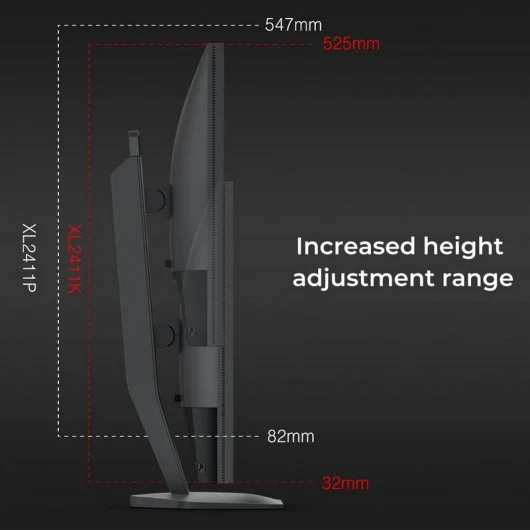 547mm
525mm
XL2411P
XL2411K
Increased height
adjustment range
82mm
32mm